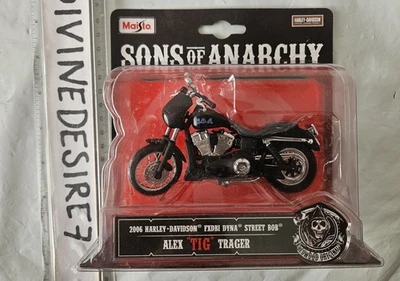 DIVINEDESIRE7
Maisto
HARLEY-DAVIDSON
SONS OF ANARCHY
2006 HARLEY-DAVIDSON® FXDBI DYNA® STREET BOB®
ALEX "TIG" TRAGER